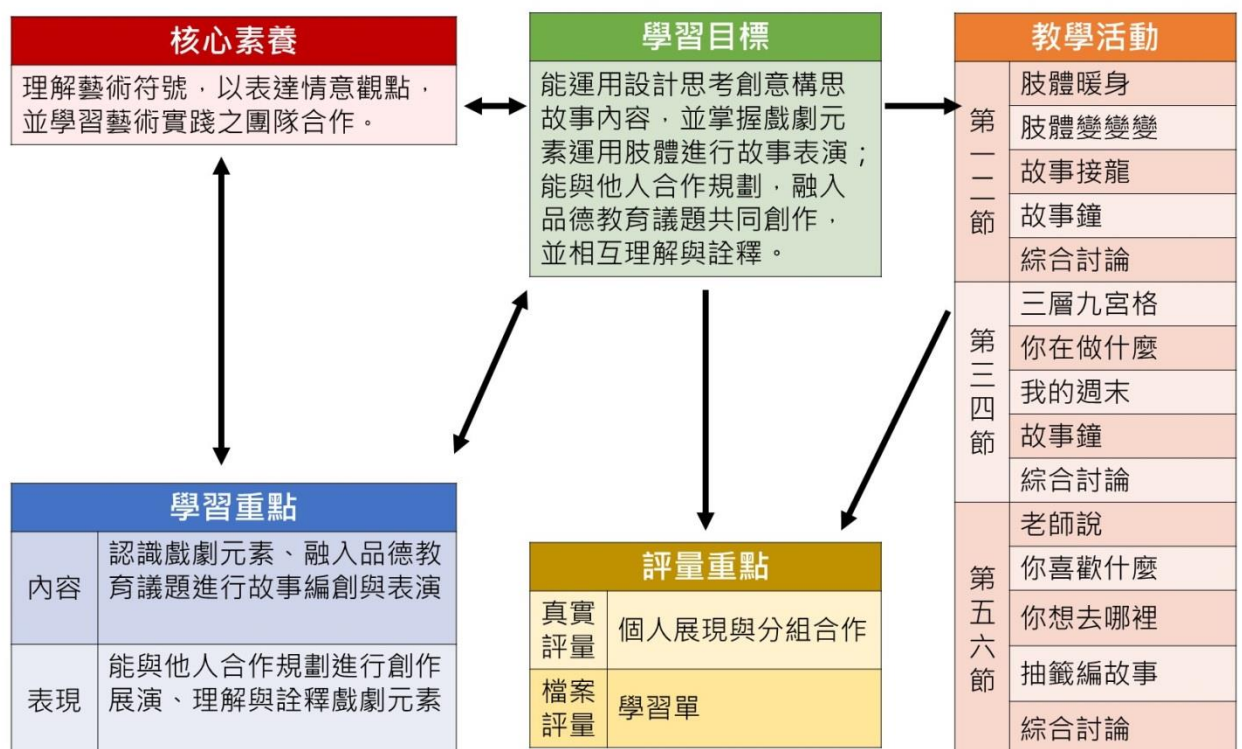 核心素養
理解藝術符號，以表達情意觀點，
並學習藝術實踐之團隊合作。
學習目標
能運用設計思考創意構思
故事內容，並掌握戲劇元
素運用肢體進行故事表演；
能與他人合作規劃，融入
品德教育議題共同創作，
並相互理解與詮釋。
教學活動
第一二節
肢體暖身
肢體變變變
故事接龍
故事鐘
綜合討論
第三四節
三層九宮格
你在做什麼
我的週末
故事鐘
綜合討論
第五六節
老師說
你喜歡什麼
你想去哪裡
抽籤編故事
綜合討論
學習重點
內容
認識戲劇元素、融入品德教
育議題進行故事編創與表演
表現
能與他人合作規劃進行創作
展演、理解與詮釋戲劇元素
評量重點
真實
評量
個人展現與分組合作
檔案
評量
學習單